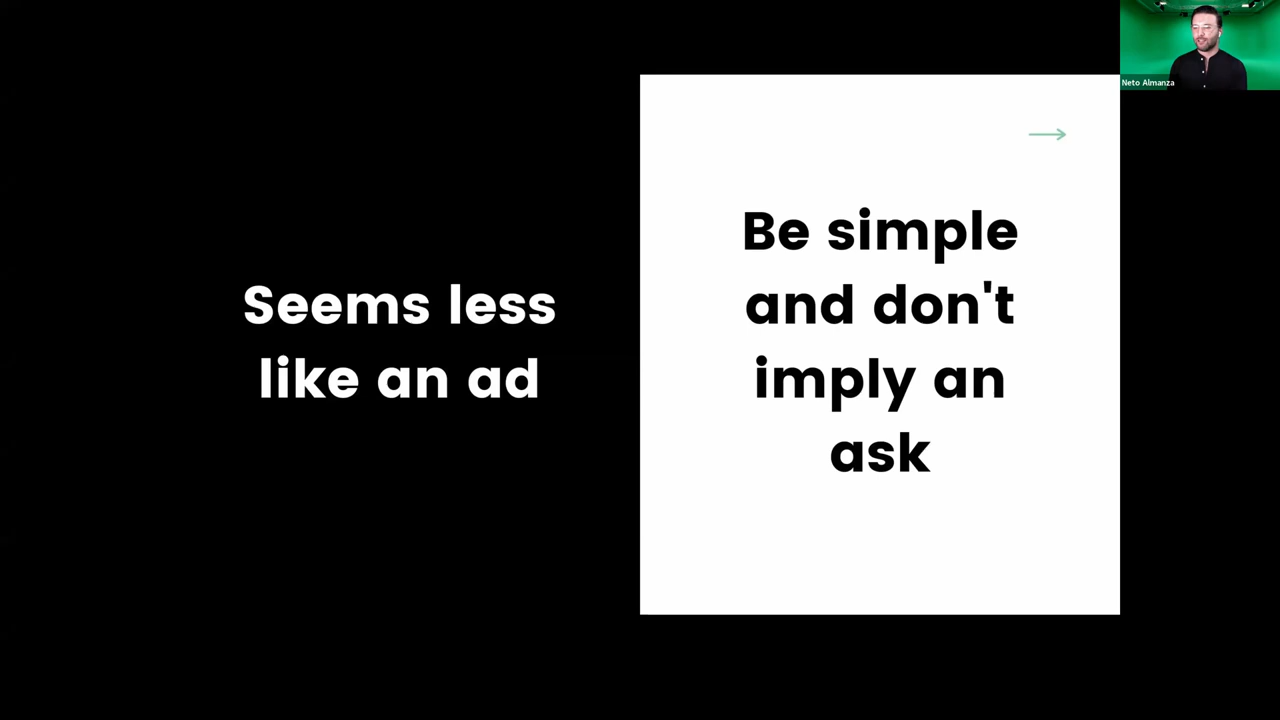 Seems less
like an ad
Be simple
and don't
imply an
ask
Neto Almanza